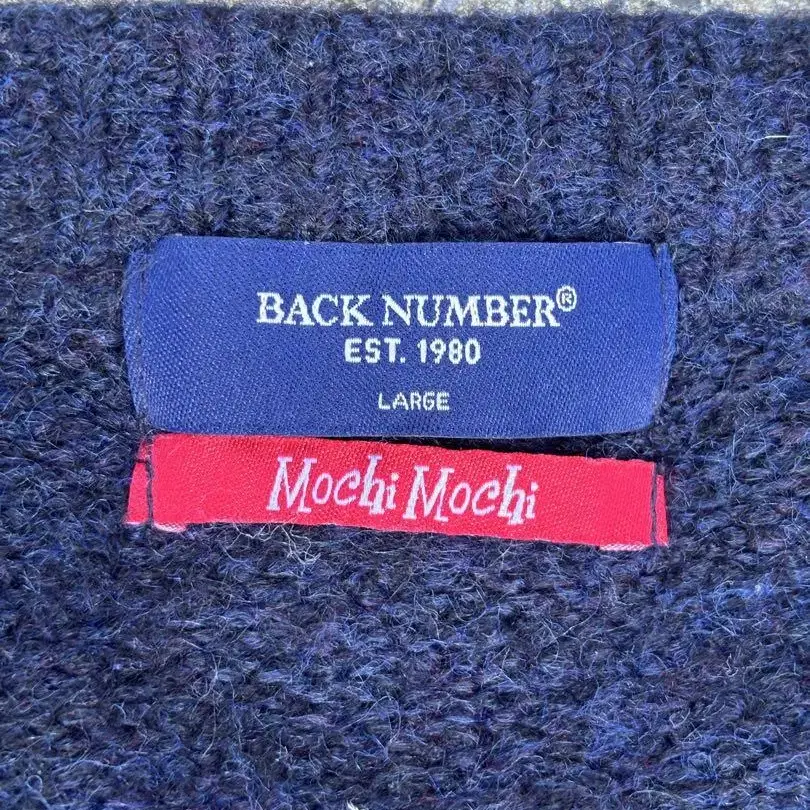 BACK NUMBER®
EST. 1980
LARGE
Mochi Mochi